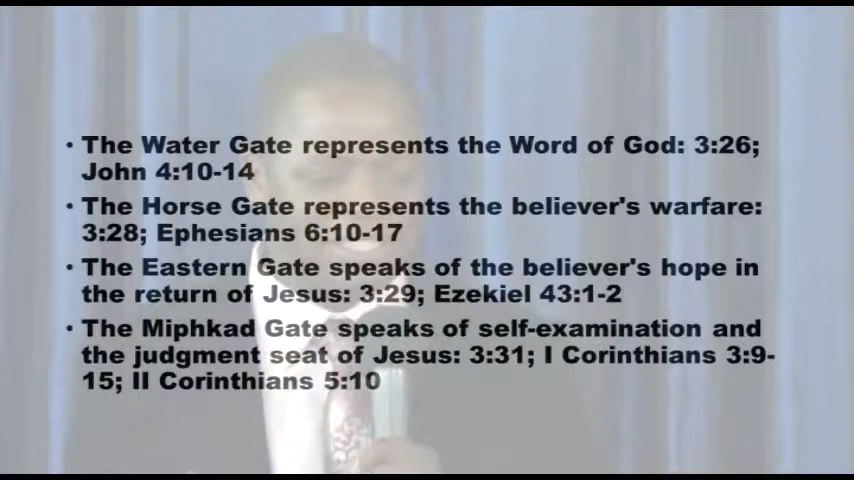 • The Water Gate represents the Word of God: 3:26;
John 4:10-14
• The Horse Gate represents the believer's warfare:
3:28; Ephesians 6:10-17
• The Eastern Gate speaks of the believer's hope in
the return of Jesus: 3:29; Ezekiel 43:1-2
• The Miphkad Gate speaks of self-examination and
the judgment seat of Jesus: 3:31; I Corinthians 3:9-
15; II Corinthians 5:10